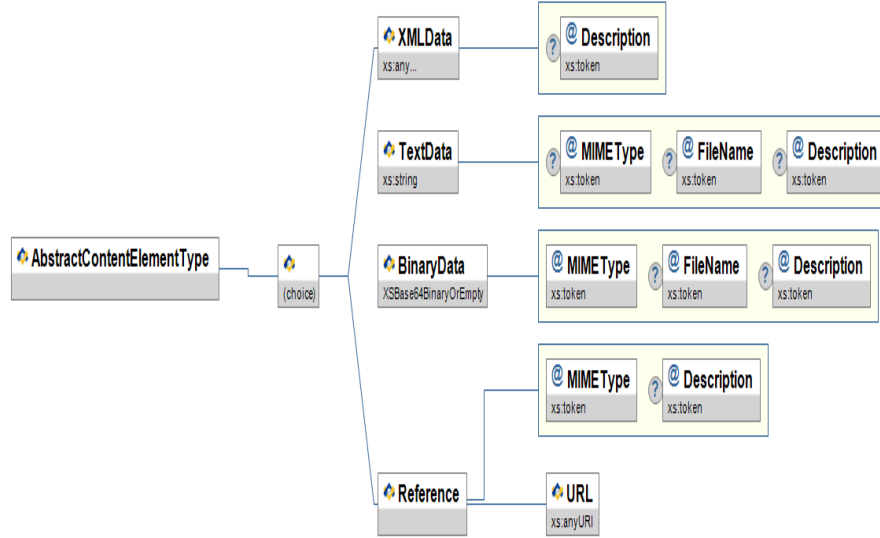 XMLData
xs:any...
? @ Description
xs:token
TextData
xs:string
? @ MIMEType
xs:token
? @ FileName
xs:token
? @ Description
xs:token
AbstractContentElementType
(choice)
BinaryData
XSBase64BinaryOrEmpty
@ MIMEType
xs:token
? @ FileName
xs:token
? @ Description
xs:token
@ MIMEType
xs:token
? @ Description
xs:token
Reference
URL
xs:anyURI